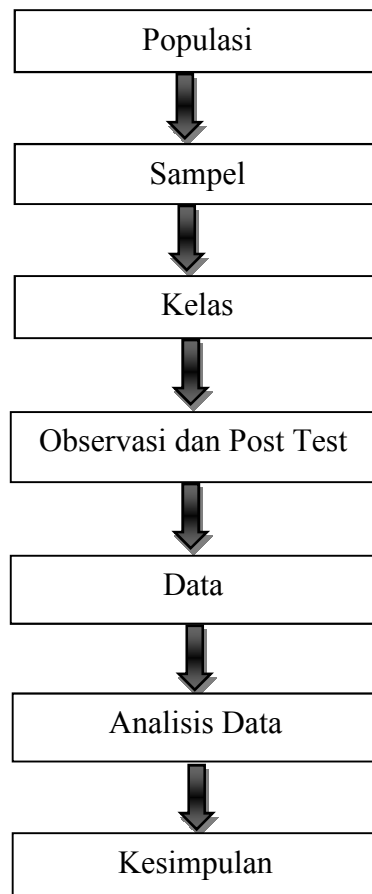 Populasi
Sampel
Kelas
Observasi dan Post Test
Data
Analisis Data
Kesimpulan